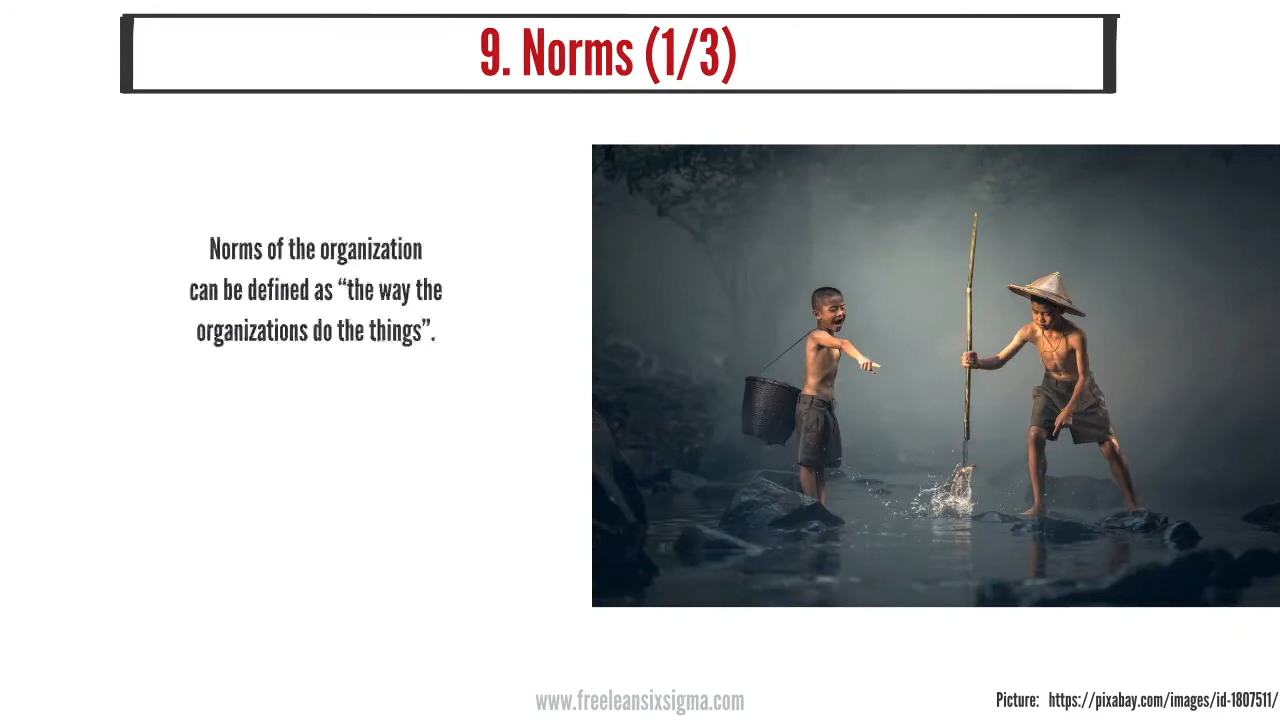 9. Norms (1/3)
Norms of the organization
can be defined as “the way the
organizations do the things”.
www.freeleansixsigma.com
Picture: https://pixabay.com/images/id-1807511/